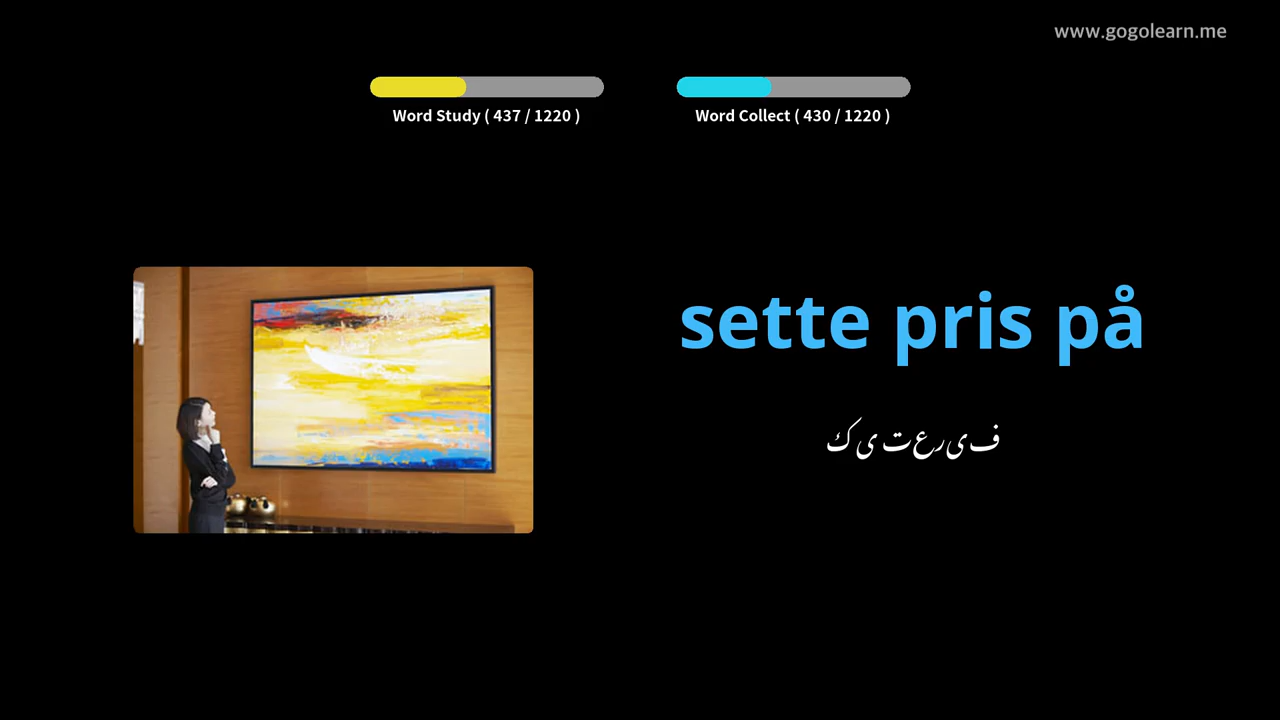 www.gogolearn.me
Word Study ( 437 / 1220 )
Word Collect ( 430 / 1220 )
sette pris på
کی تعریف